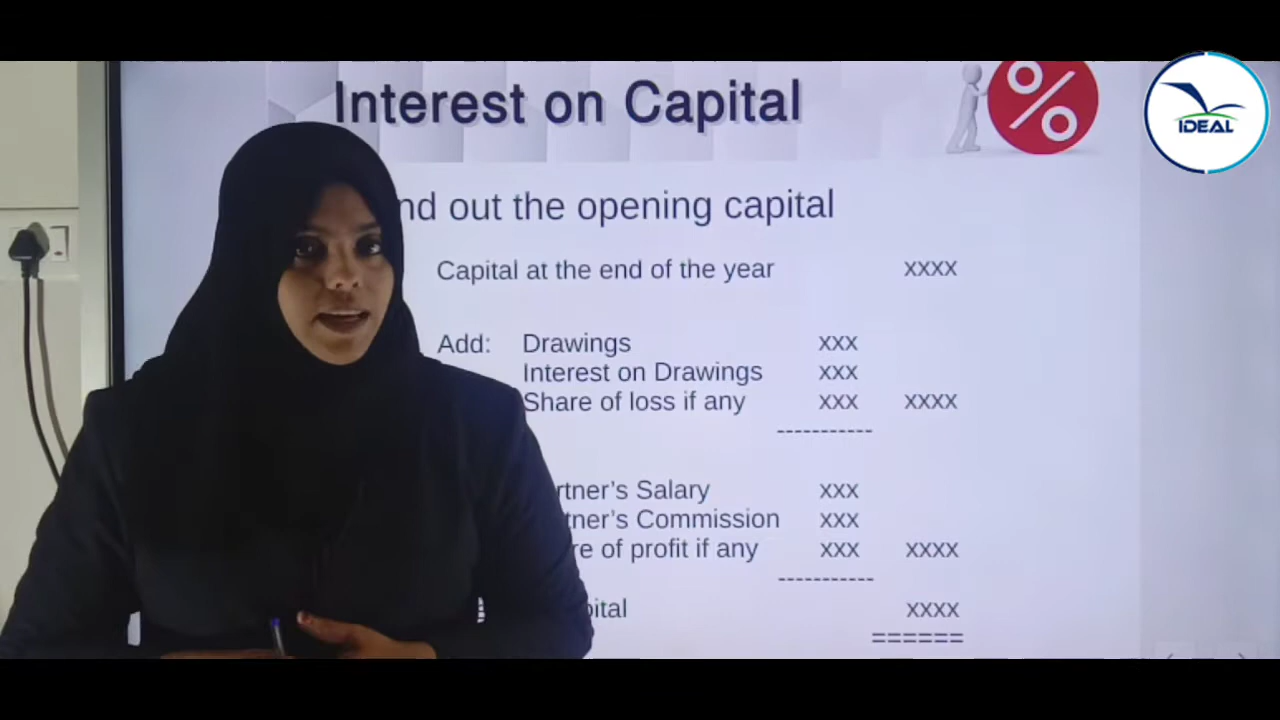 Interest on Capital
%
IDEAL
nd out the opening capital
Capital at the end of the year xxxx
Add: Drawings xxx
Interest on Drawings xxx
Share of loss if any xxx xxxx
-----------
rtner's Salary xxx
tner's Commission xxx
re of profit if any xxx xxxx
-----------
ital xxxx
======